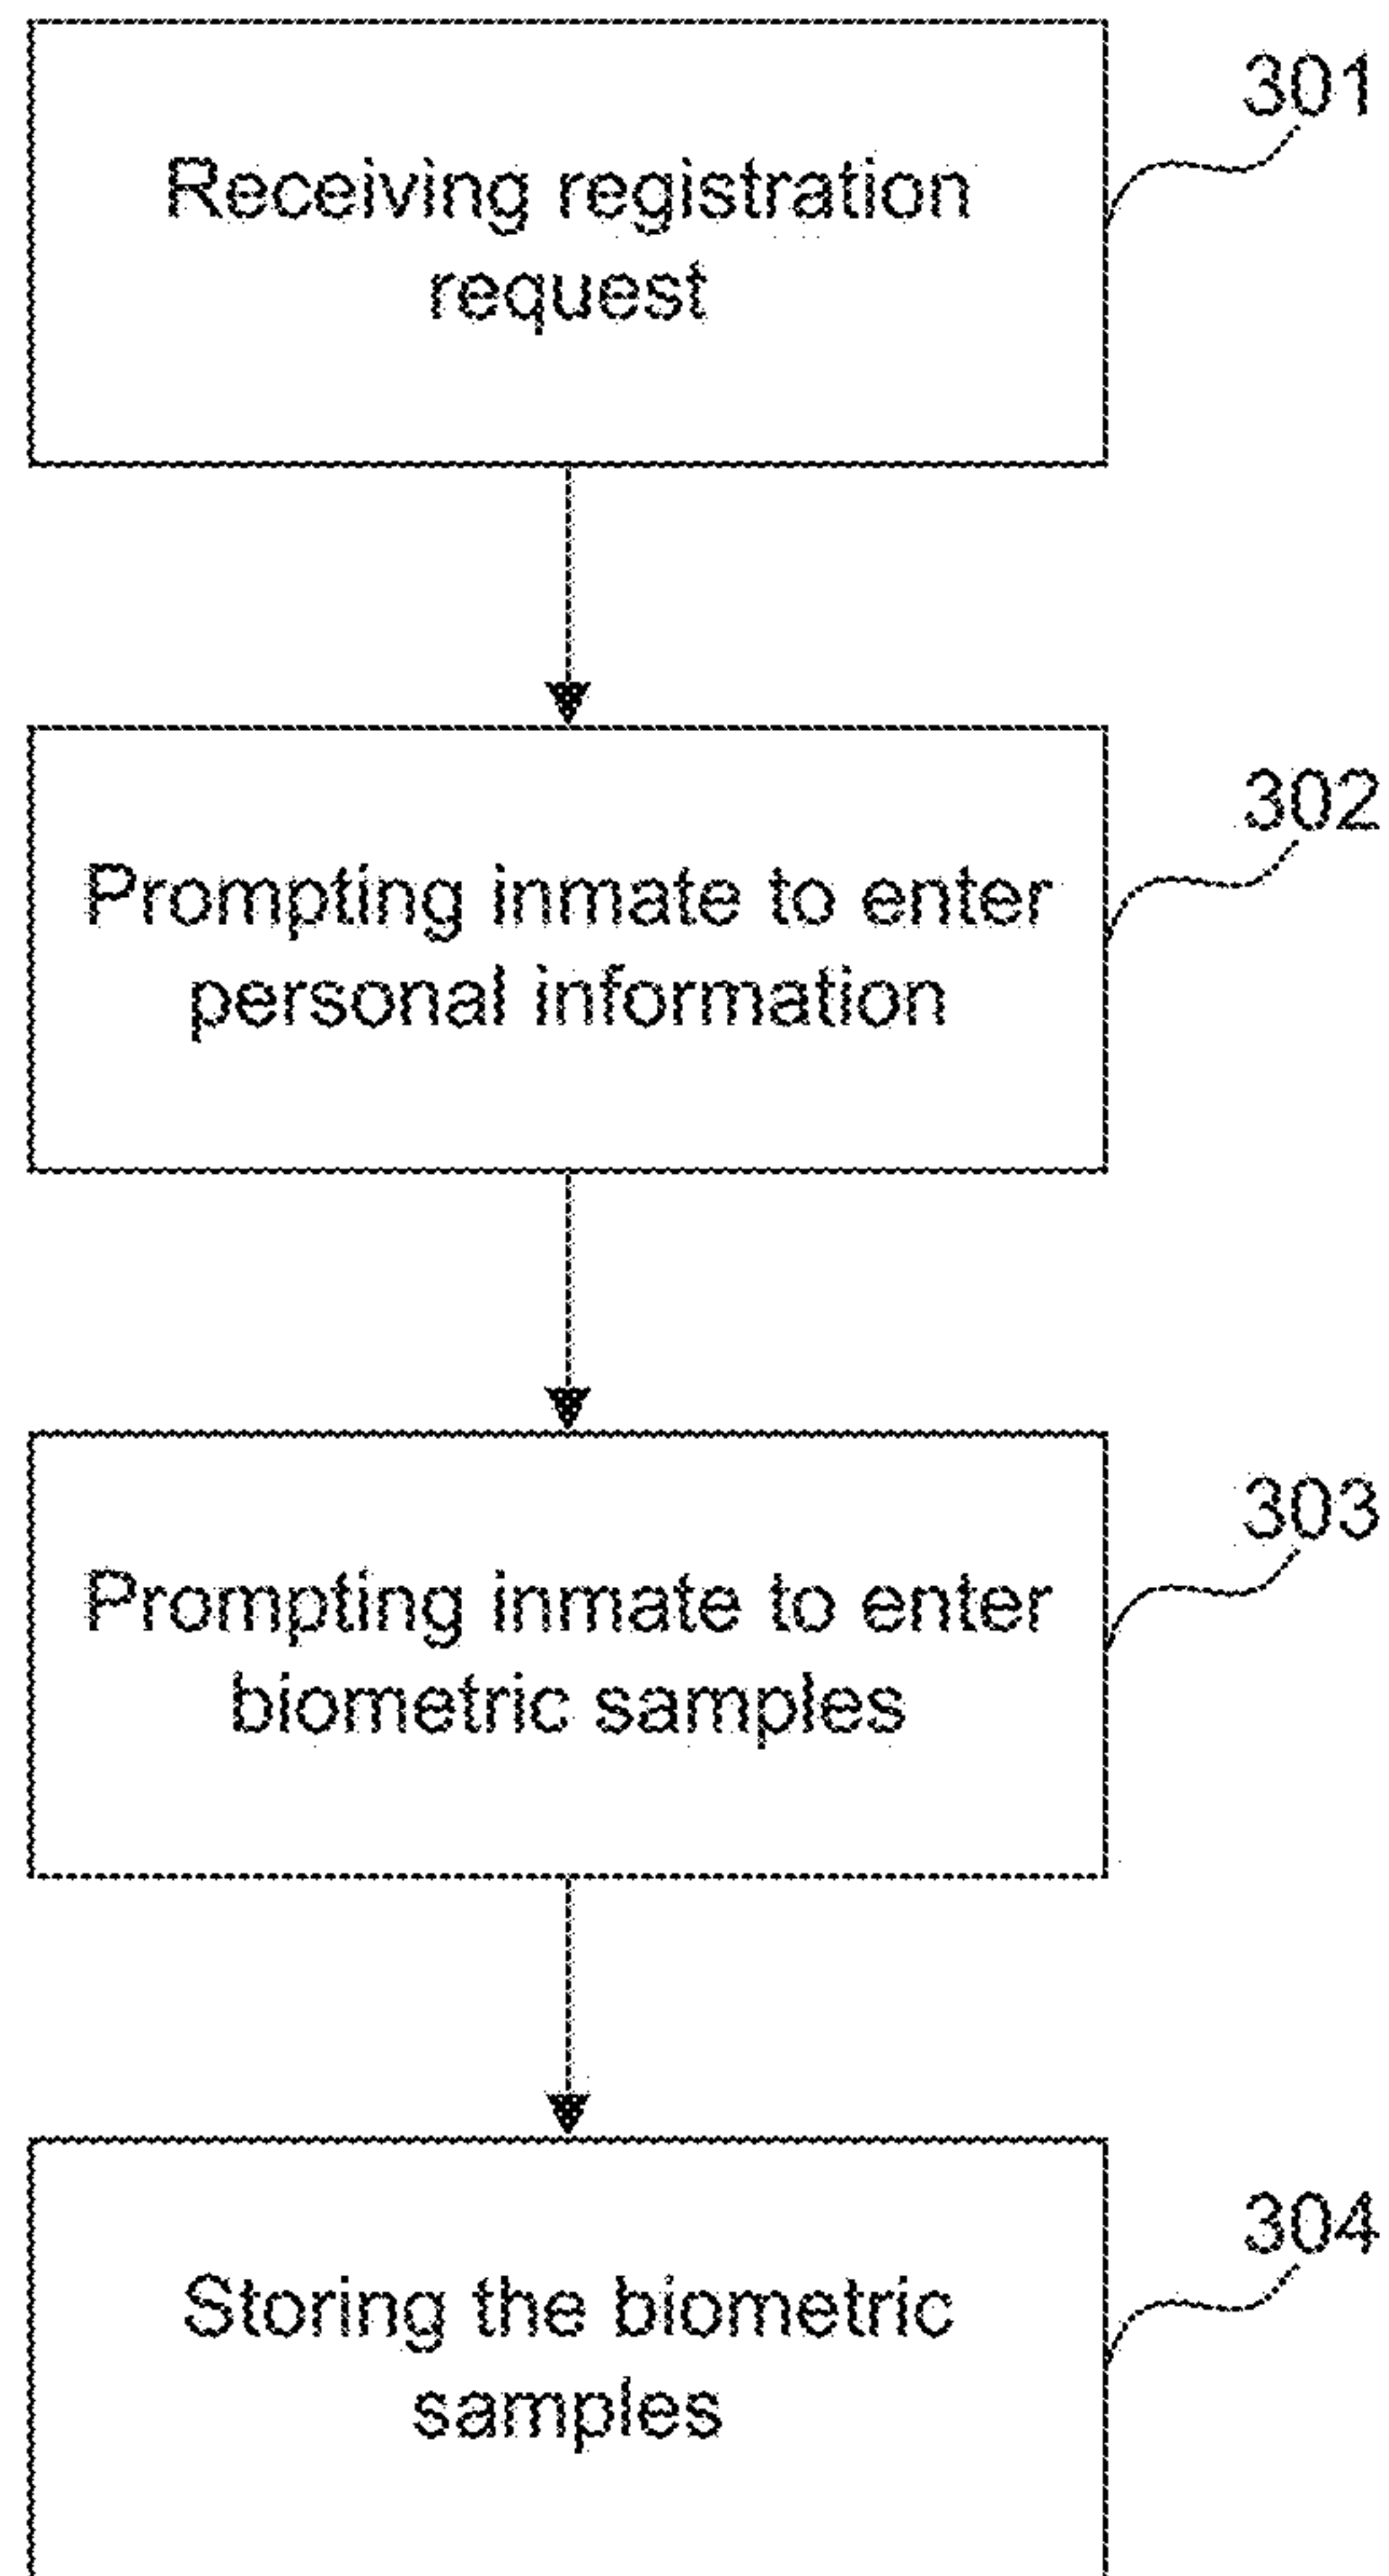 301
Receiving registration
request
302
Prompting inmate to enter
personal information
303
Prompting inmate to enter
biometric samples
304
Storing the biometric
samples